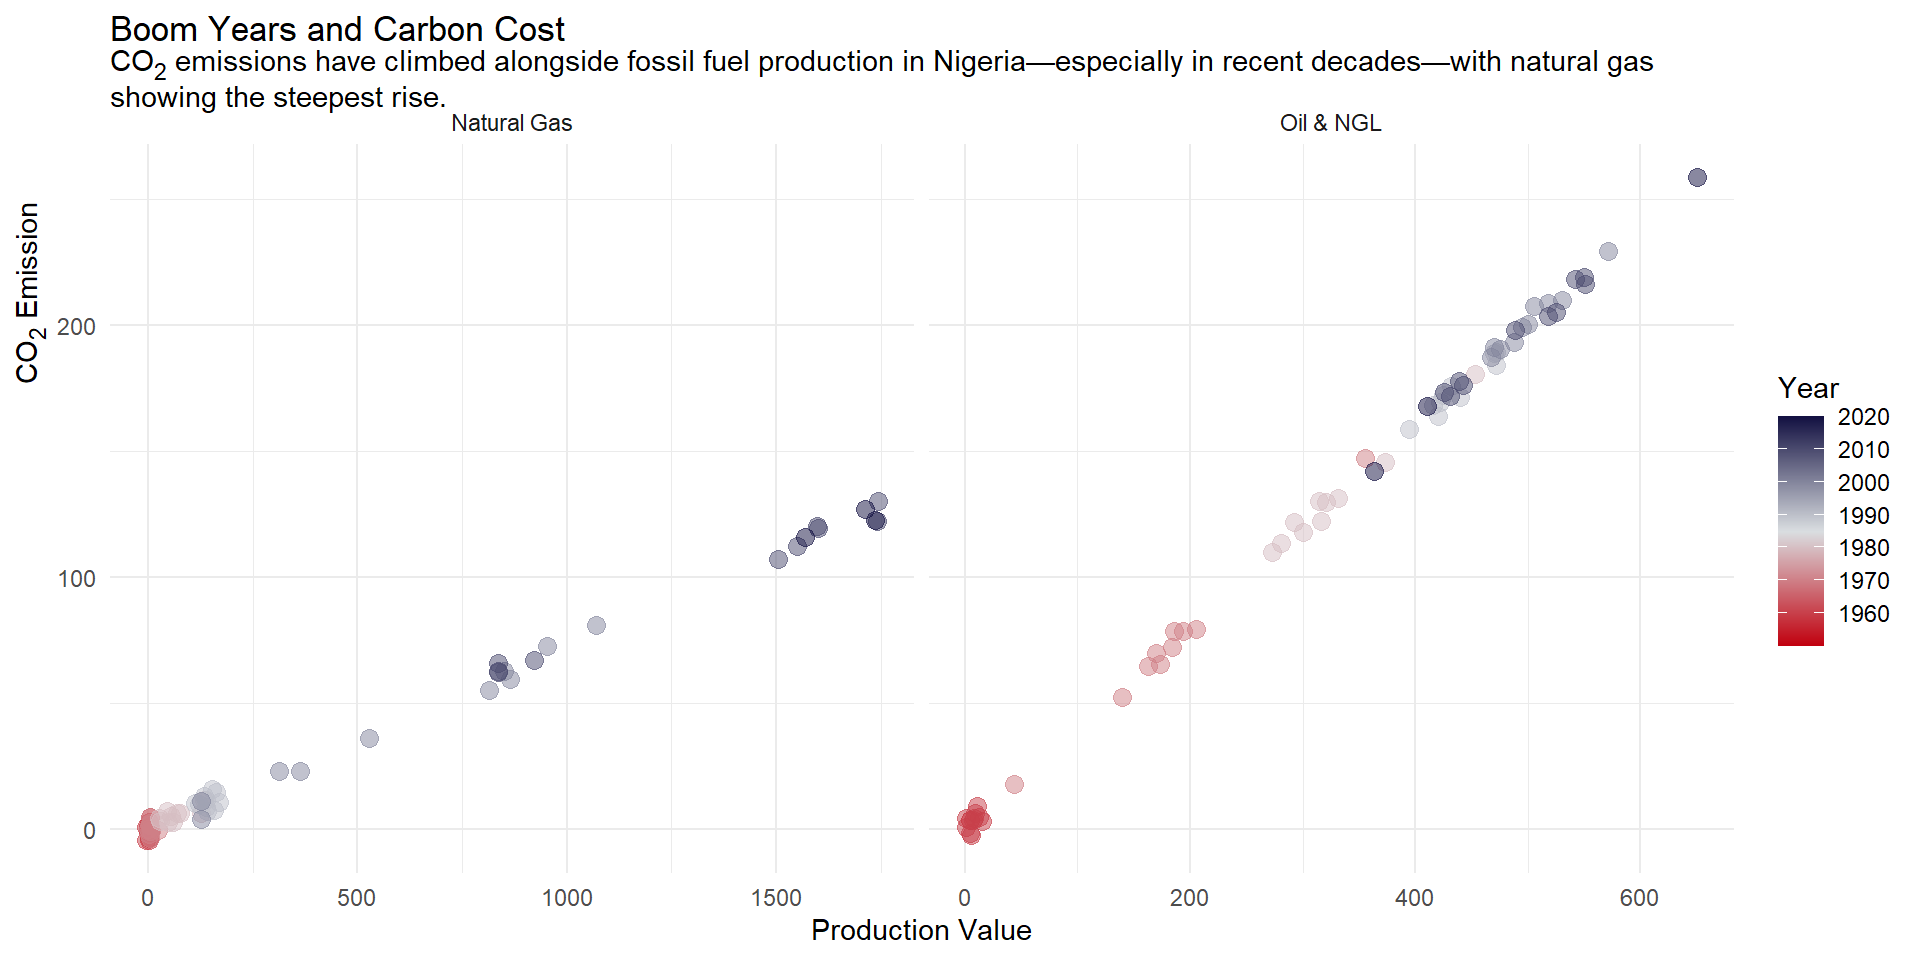 Boom Years and Carbon Cost
CO₂ emissions have climbed alongside fossil fuel production in Nigeria—especially in recent decades—with natural gas
showing the steepest rise.
Natural Gas
Oil & NGL
CO₂ Emission
200
100
0
0
500
1000
1500
0
200
400
600
Production Value
Year
2020
2010
2000
1990
1980
1970
1960